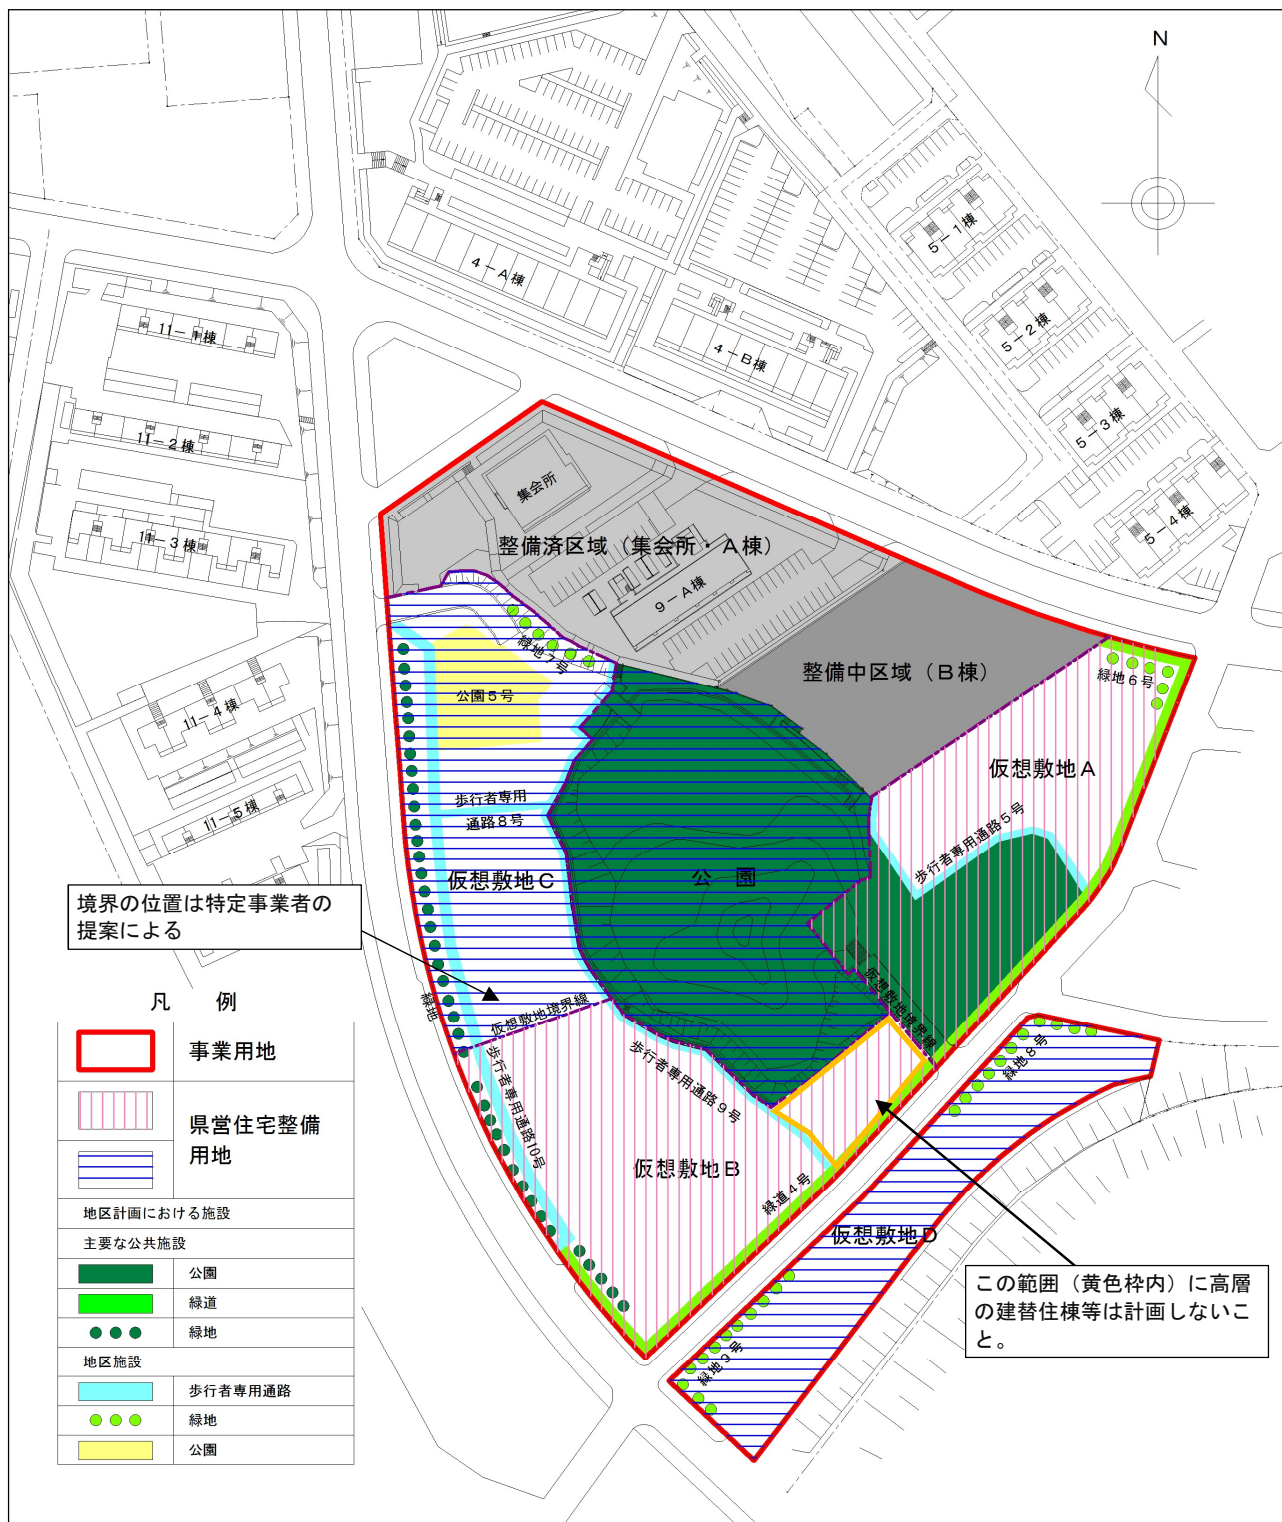 N
4－A棟
4－B棟
5－1棟
5－2棟
5－3棟
5－4棟
11－1棟
11－2棟
11－3棟
11－4棟
11－5棟
集会所
整備済区域（集会所・A棟）
9－A棟
整備中区域（B棟）
緑地7号
緑地6号
公園5号
仮想敷地A
歩行者専用
通路8号
歩行者専用通路5号
仮想敷地C
公　園
境界の位置は特定事業者の
提案による
緑地
仮想敷地境界線
仮想敷地境界線
歩行者専用通路9号
歩行者専用通路10号
緑地8号
仮想敷地B
緑道4号
仮想敷地D
緑地9号
この範囲（黄色枠内）に高層
の建替住棟等は計画しないこ
と。
凡　例
事業用地
県営住宅整備
用地
地区計画における施設
主要な公共施設
公園
緑道
緑地
地区施設
歩行者専用通路
緑地
公園